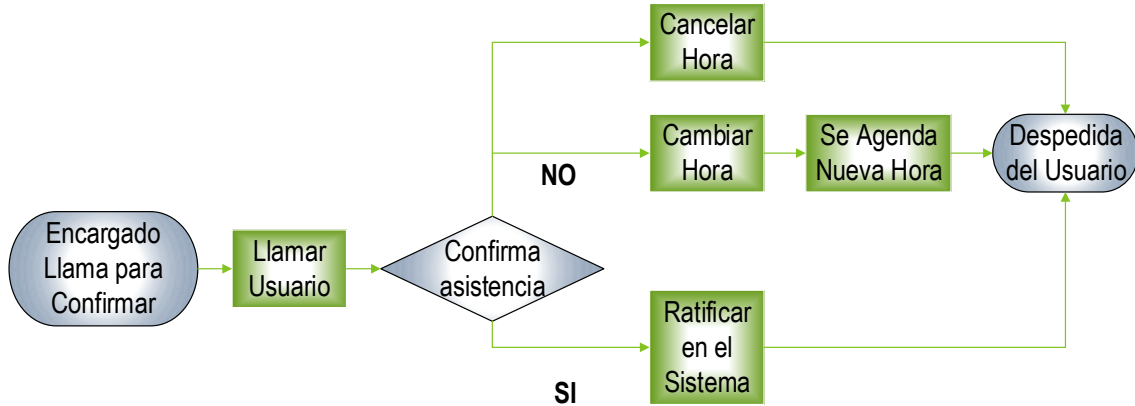 Cancelar
Hora
Cambiar
Hora
Se Agenda
Nueva Hora
Despedida
del Usuario
NO
Encargado
Llama para
Confirmar
Llamar
Usuario
Confirma
asistencia
Ratificar
en el
Sistema
SI